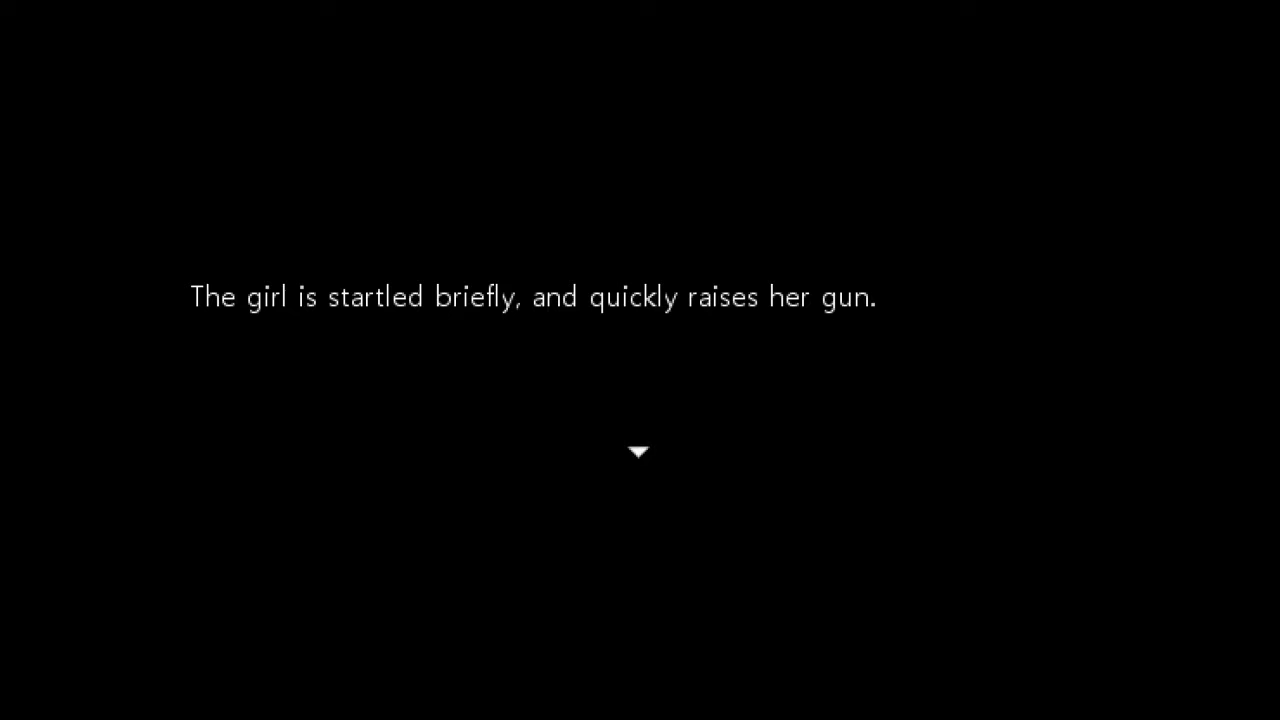 The girl is startled briefly, and quickly raises her gun.